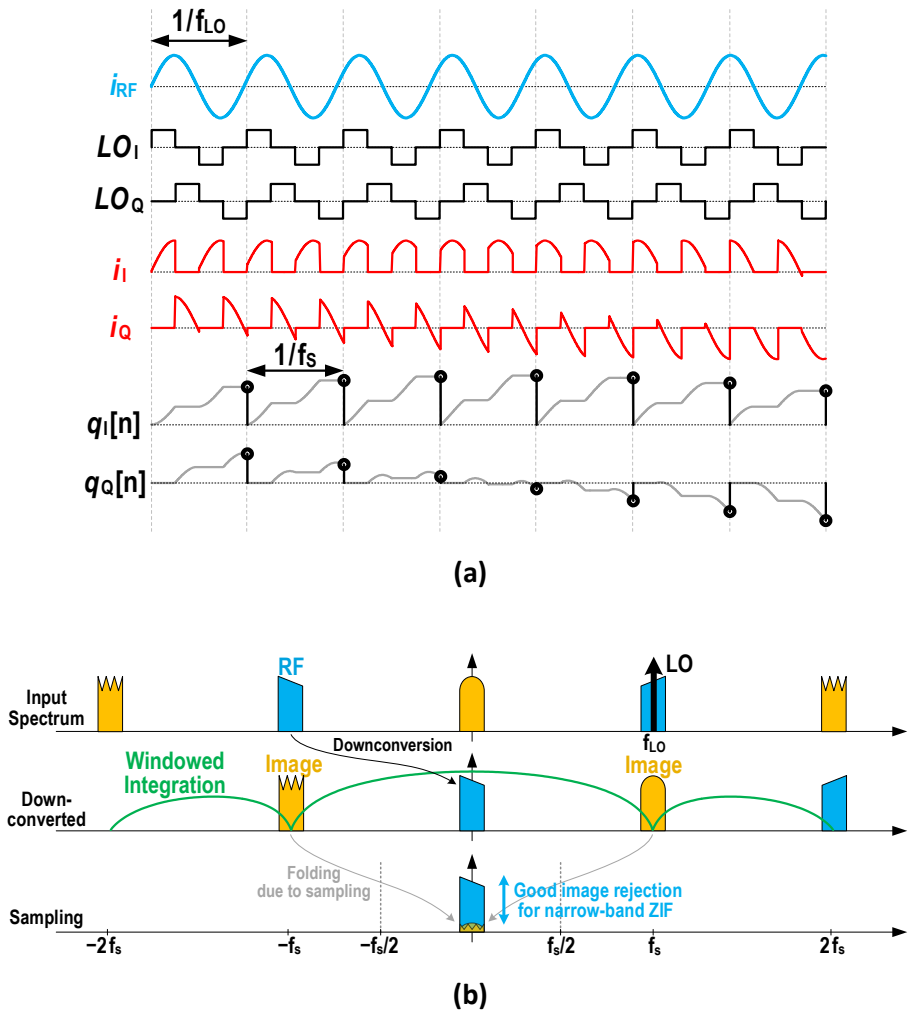 1/fLO
iRF
LOI
LOQ
iI
iQ
1/fS
qI[n]
qQ[n]
(a)
RF
LO
Input
Spectrum
fLO
Downconversion
Windowed
Integration
Image
Image
Down-
converted
Folding
due to sampling
Good image rejection
for narrow-band ZIF
Sampling
−2fs
−fs
−fs/2
fs/2
fs
2fs
(b)